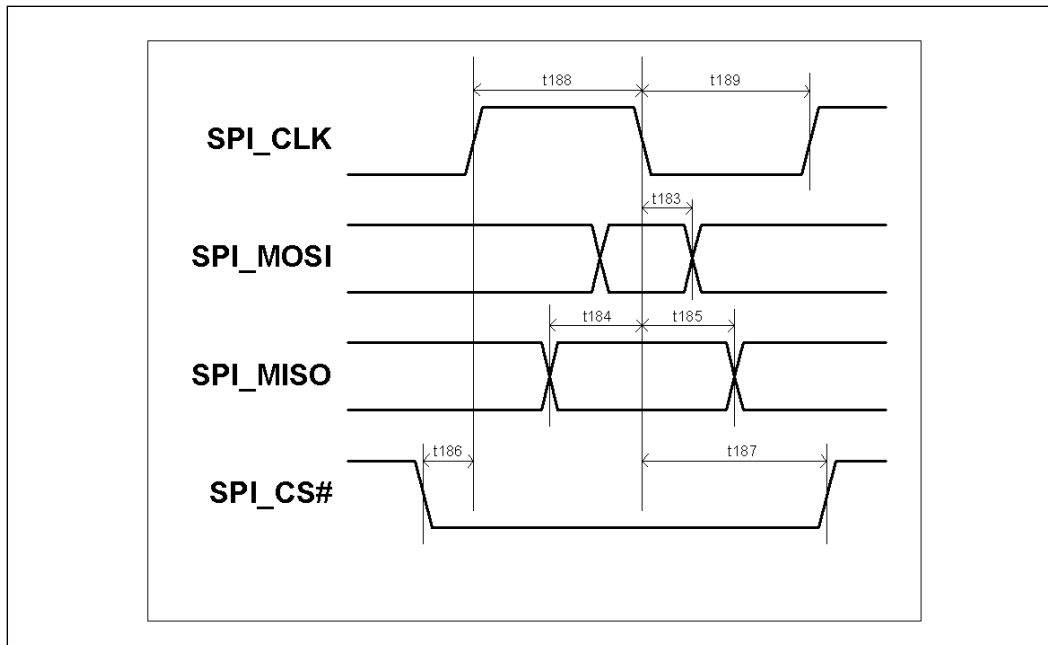 t188
t189
SPI_CLK
t183
SPI_MOSI
t184
t185
SPI_MISO
t186
t187
SPI_CS#